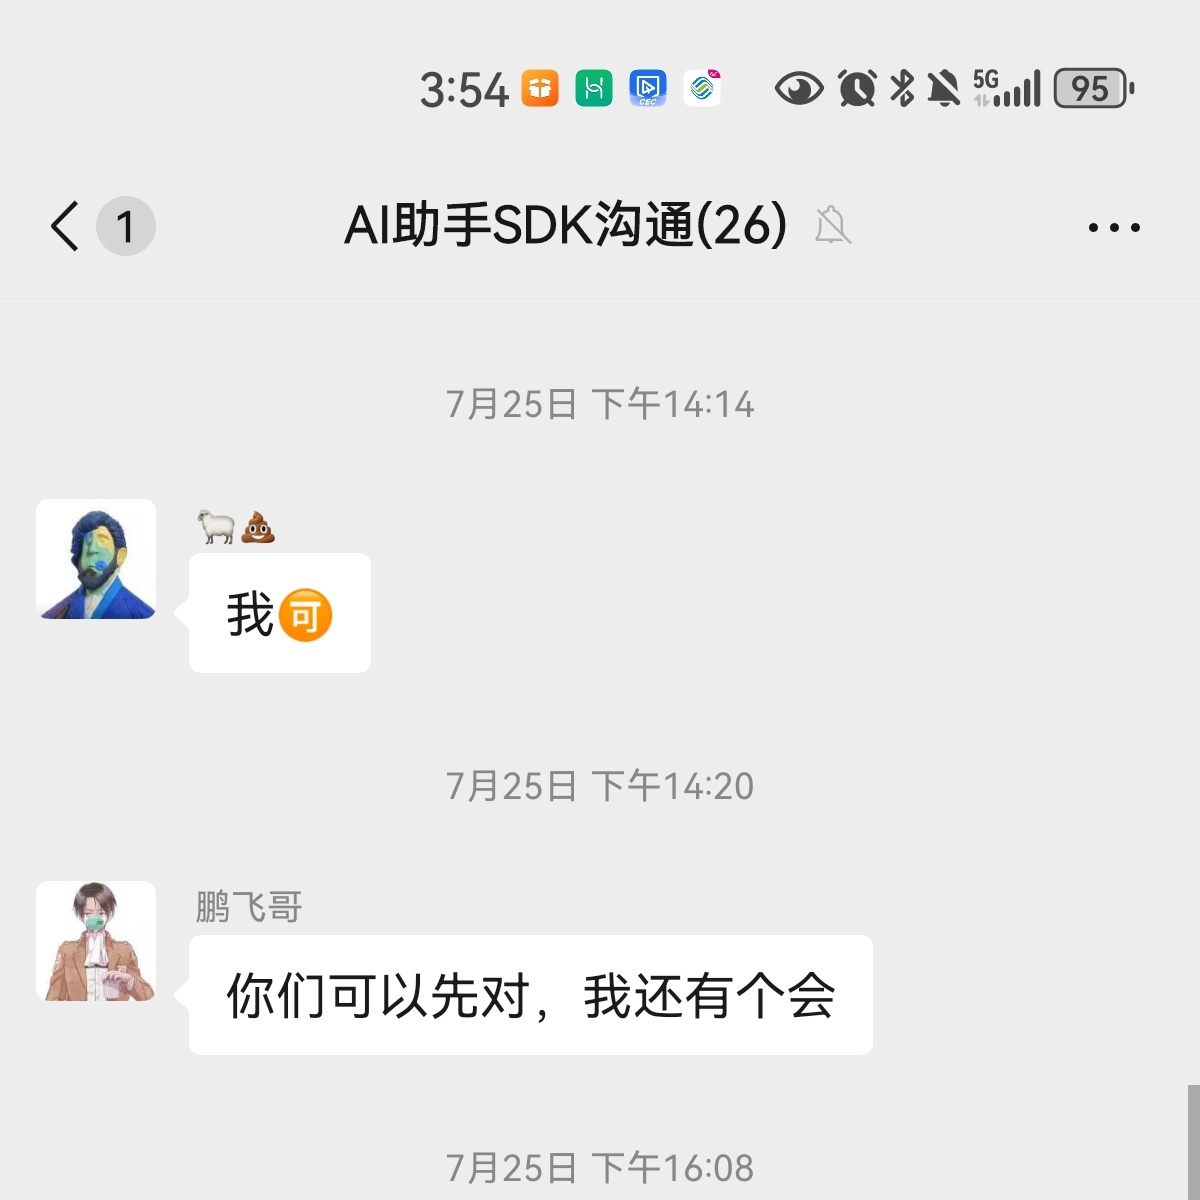 3:54
CEC
5G
95
1
AI助手SDK沟通(26)
7月25日 下午14:14
🐑💩
我🉑
7月25日 下午14:20
鹏飞哥
你们可以先对，我还有个会
7月25日 下午16:08